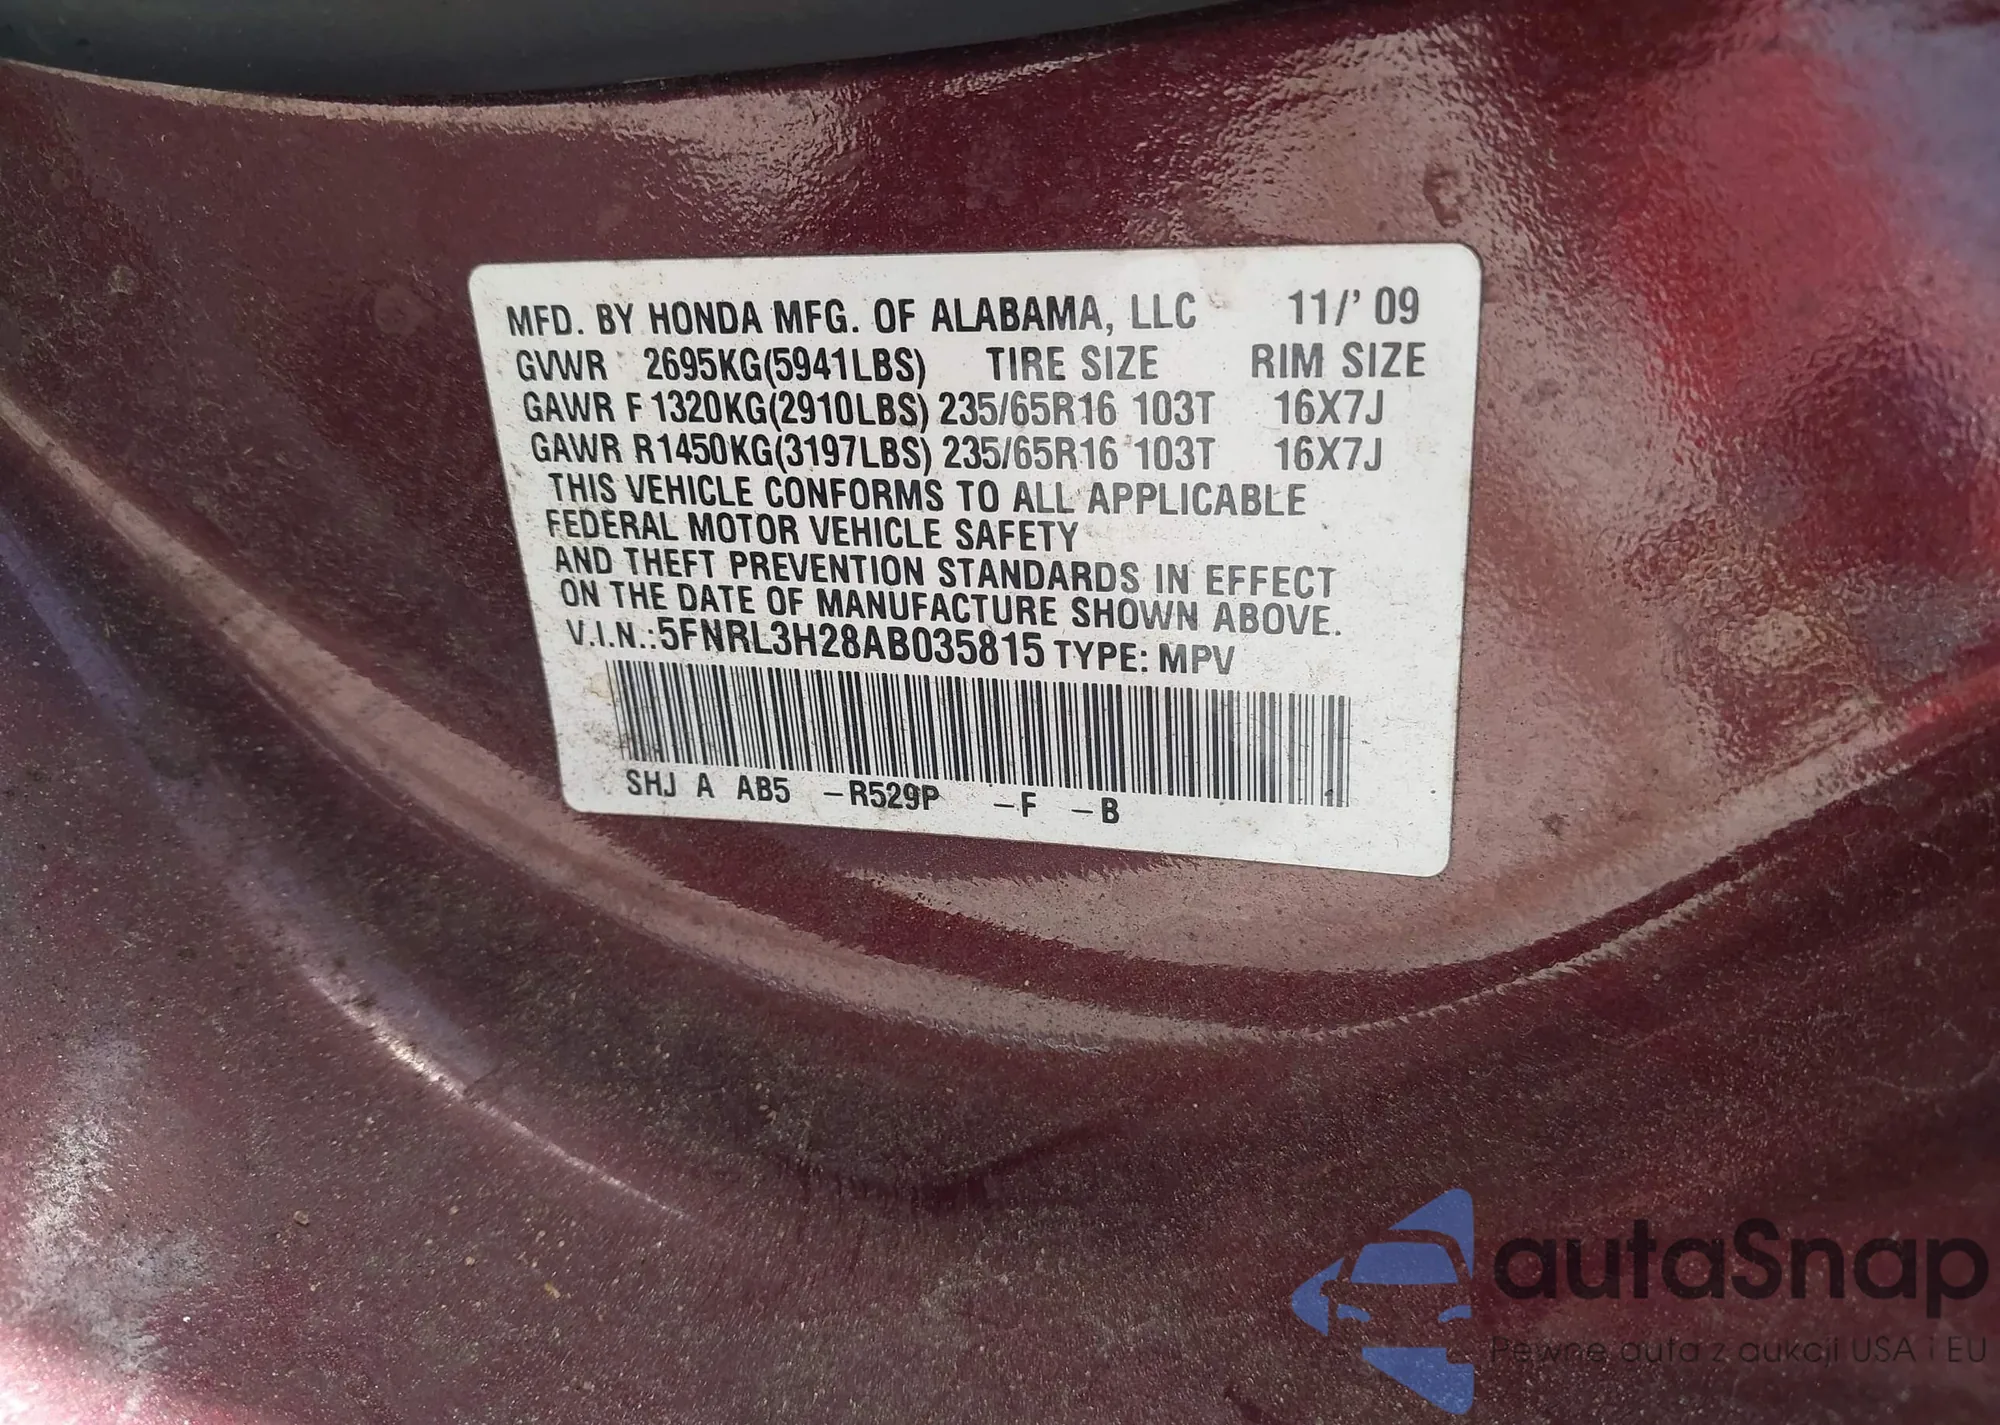 MFD. BY HONDA MFG. OF ALABAMA, LLC 11/' 09
GVWR 2695KG(5941LBS) TIRE SIZE RIM SIZE
GAWR F 1320KG(2910LBS) 235/65R16 103T 16X7J
GAWR R1450KG(3197LBS) 235/65R16 103T 16X7J
THIS VEHICLE CONFORMS TO ALL APPLICABLE
FEDERAL MOTOR VEHICLE SAFETY
AND THEFT PREVENTION STANDARDS IN EFFECT
ON THE DATE OF MANUFACTURE SHOWN ABOVE.
V.I.N.:5FNRL3H28AB035815 TYPE: MPV
SHJ A AB5 -R529P -F -B
autaSnap
Pewne auta z aukcji USA i EU